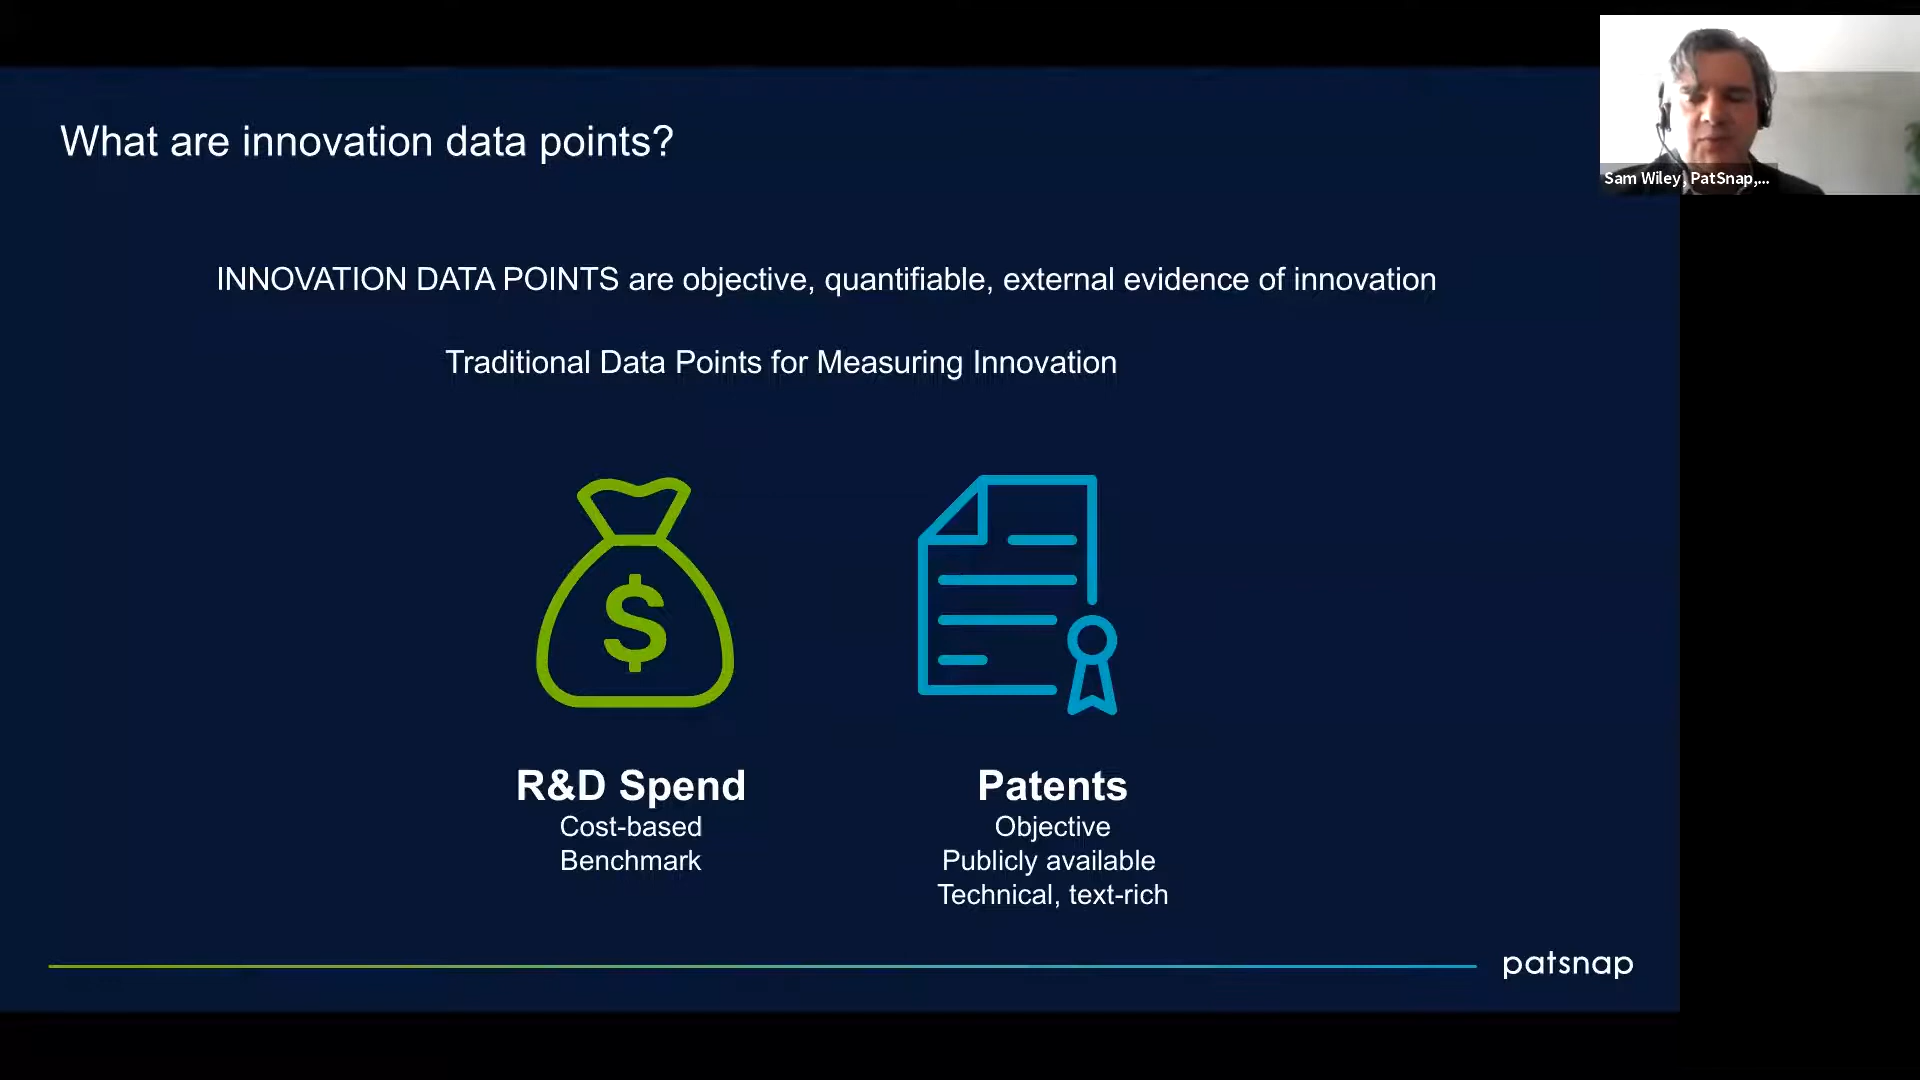 What are innovation data points?
Sam Wiley, PatSnap,...
INNOVATION DATA POINTS are objective, quantifiable, external evidence of innovation
Traditional Data Points for Measuring Innovation
$
R&D Spend
Cost-based
Benchmark
Patents
Objective
Publicly available
Technical, text-rich
patsnap